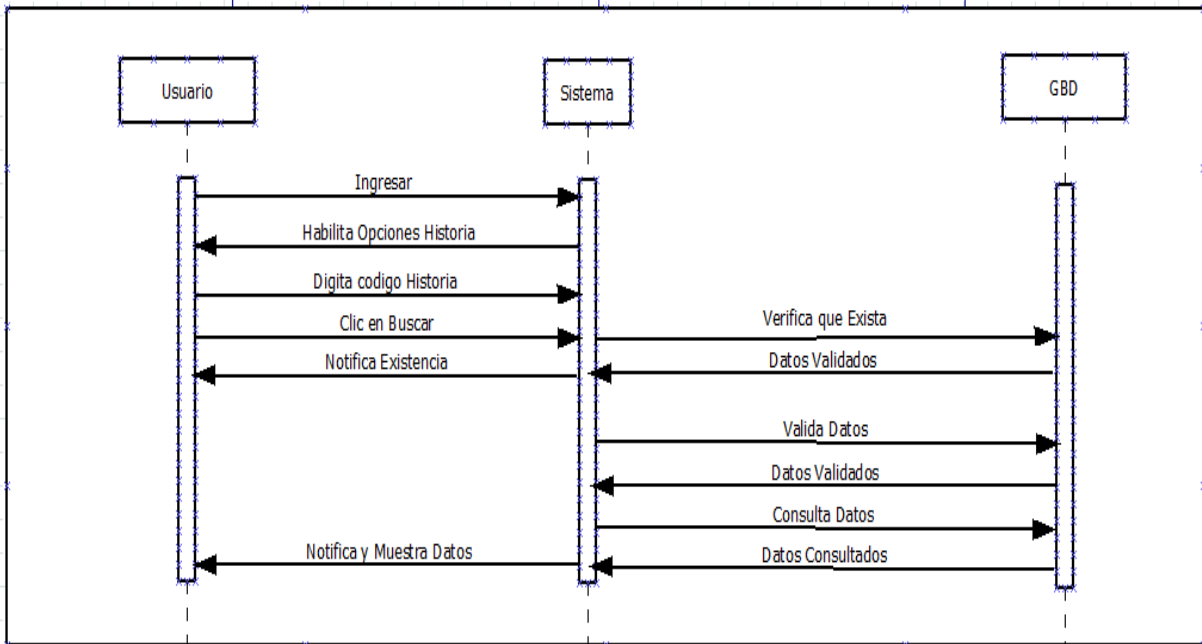 Usuario
Sistema
GBD
Ingresar
Habilita Opciones Historia
Digita codigo Historia
Clic en Buscar
Verifica que Exista
Notifica Existencia
Datos Validados
Valida Datos
Datos Validados
Consulta Datos
Notifica y Muestra Datos
Datos Consultados